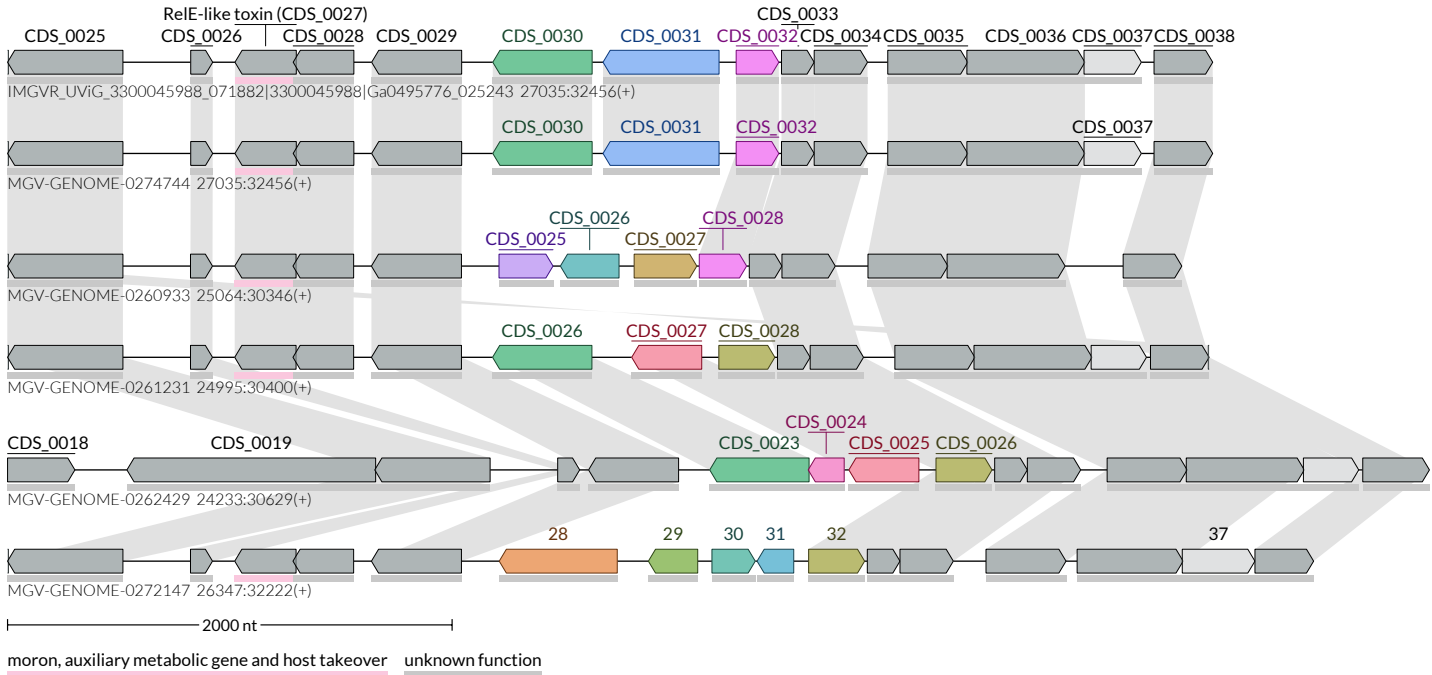 RelE-like toxin (CDS_0027) CDS_0033
CDS_0025 CDS_0026 CDS_0028 CDS_0029 CDS_0030 CDS_0031 CDS_0032 CDS_0034 CDS_0035 CDS_0036 CDS_0037 CDS_0038
IMGVR_UViG_3300045988_071882|3300045988|Ga0495776_025243 27035:32456(+)
CDS_0030 CDS_0031 CDS_0032 CDS_0037
MGV-GENOME-0274744 27035:32456(+)
CDS_0026 CDS_0028
CDS_0025 CDS_0027
MGV-GENOME-0260933 25064:30346(+)
CDS_0026 CDS_0027 CDS_0028
MGV-GENOME-0261231 24995:30400(+)
CDS_0024
CDS_0018 CDS_0019 CDS_0023 CDS_0025 CDS_0026
MGV-GENOME-0262429 24233:30629(+)
28 29 30 31 32 37
MGV-GENOME-0272147 26347:32222(+)
2000 nt
moron, auxiliary metabolic gene and host takeover unknown function